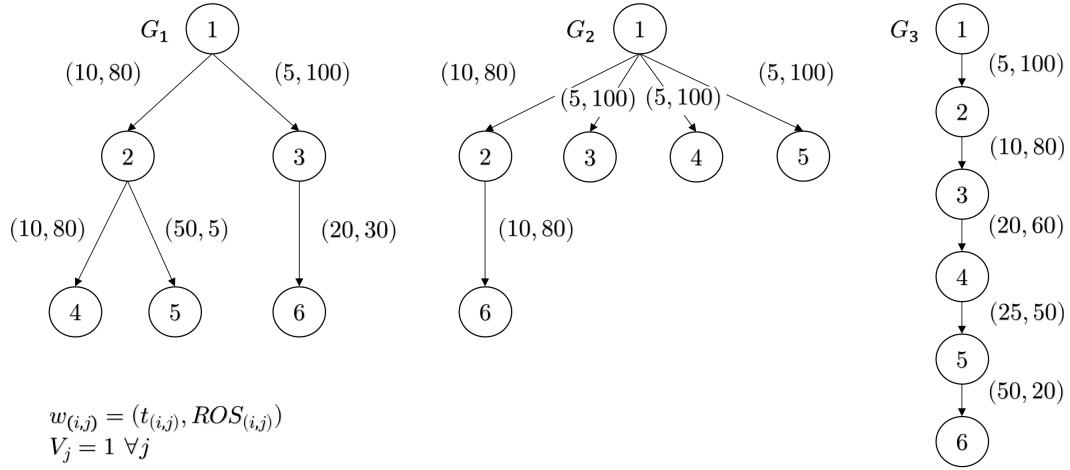 G₁ 1 G₂ 1 G₃ 1
(10, 80) (5, 100) (10, 80) (5, 100) (5, 100) (5, 100) (5, 100)
2 3 2 3 4 5 2
(10, 80)
3
(10, 80) (50, 5) (20, 30) (10, 80) (20, 60)
4
4 5 6 6 (25, 50)
5
(50, 20)
w₍ᵢ,ⱼ₎ = (t₍ᵢ,ⱼ₎, ROS₍ᵢ,ⱼ₎)
Vⱼ = 1 ∀j
6